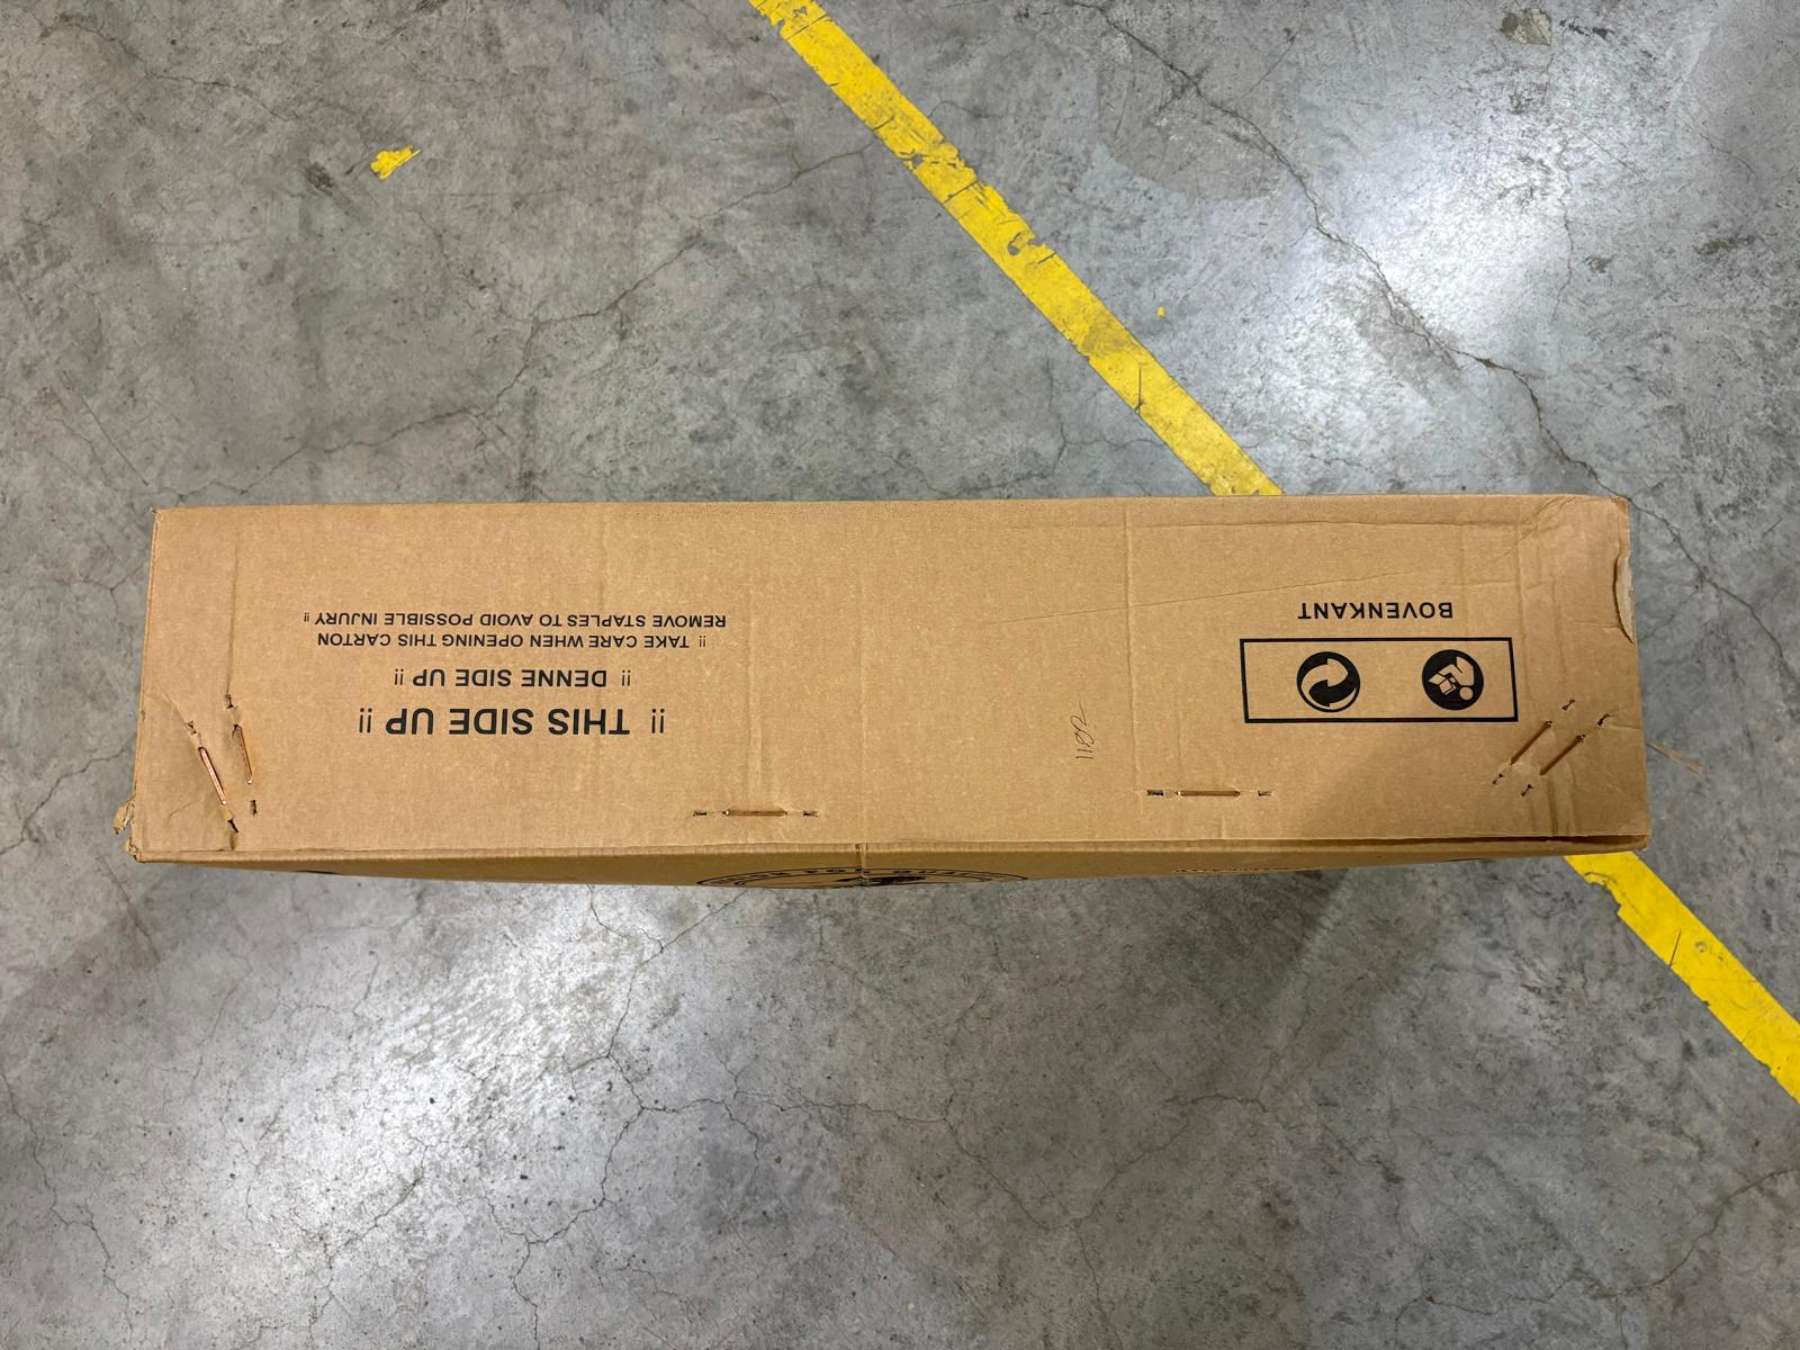 !! THIS SIDE UP !!
!! DENNE SIDE UP !!
!! TAKE CARE WHEN OPENING THIS CARTON
REMOVE STAPLES TO AVOID POSSIBLE INJURY !!
BOVENKANT